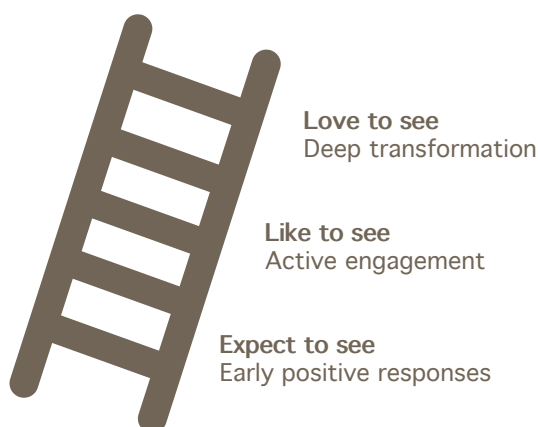 Love to see
Deep transformation
Like to see
Active engagement
Expect to see
Early positive responses